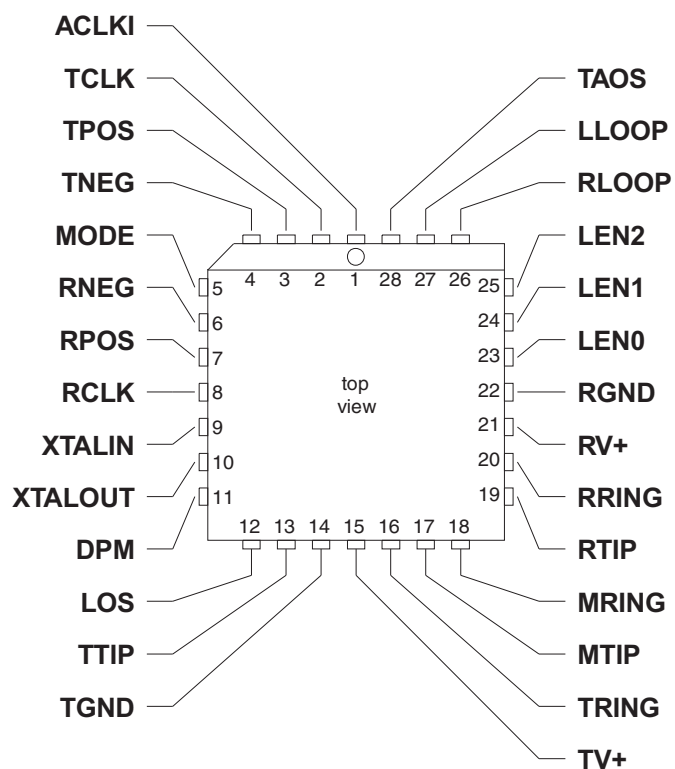 ACLKI
TCLK
TPOS
TNEG
MODE
RNEG
RPOS
RCLK
XTALIN
XTALOUT
DPM
LOS
TTIP
TGND
TAOS
LLOOP
RLOOP
LEN2
LEN1
LEN0
RGND
RV+
RRING
RTIP
MRING
MTIP
TRING
TV+
4 3 2 1 28 27 26
5
6
7
8
9
10
11
25
24
23
22
21
20
19
top
view
12 13 14 15 16 17 18